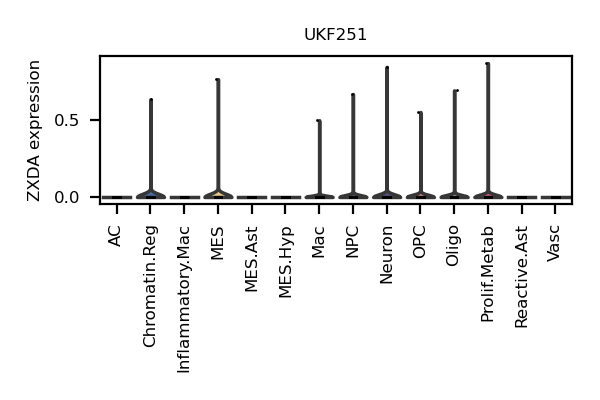 UKF251
ZXDA expression
0.5
0.0
AC
Chromatin.Reg
Inflammatory.Mac
MES
MES.Ast
MES.Hyp
Mac
NPC
Neuron
OPC
Oligo
Prolif.Metab
Reactive.Ast
Vasc